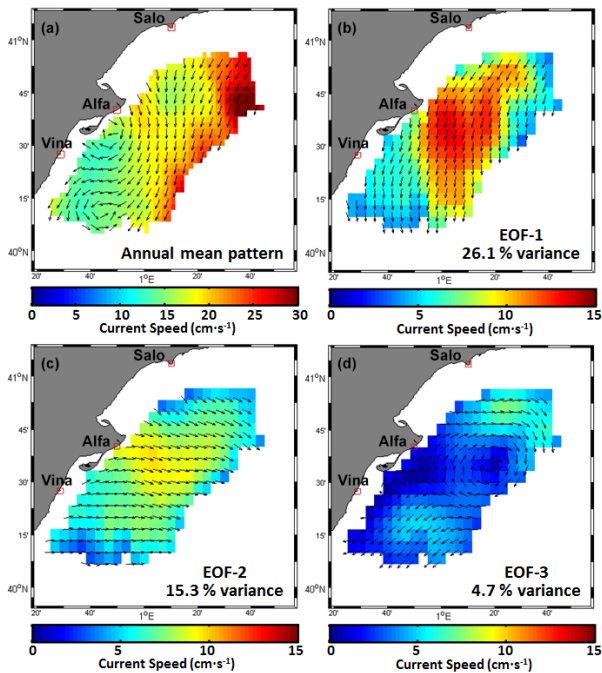 (a)
Salo
41°N
45'
Alfa
30'
Vina
15'
40°N
Annual mean pattern
20'
40'
1°E
20'
40'
0 5 10 15 20 25 30
Current Speed (cm·s⁻¹)
(b)
Salo
41°N
45'
Alfa
30'
Vina
15'
40°N
EOF-1
26.1 % variance
20'
40'
1°E
20'
40'
0 5 10 15
Current Speed (cm·s⁻¹)
(c)
Salo
41°N
45'
Alfa
30'
Vina
15'
40°N
EOF-2
15.3 % variance
20'
40'
1°E
20'
40'
0 5 10 15
Current Speed (cm·s⁻¹)
(d)
Salo
41°N
45'
Alfa
30'
Vina
15'
40°N
EOF-3
4.7 % variance
20'
40'
1°E
20'
40'
0 5 10 15
Current Speed (cm·s⁻¹)